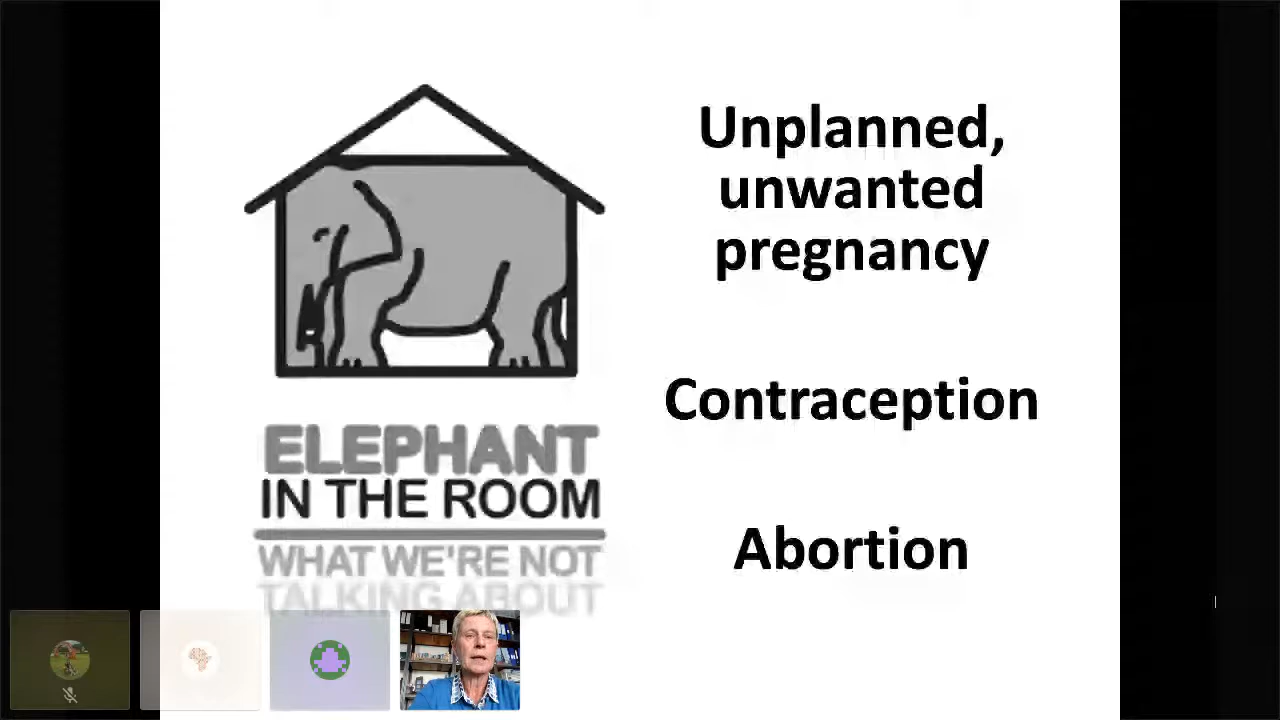 ELEPHANT
IN THE ROOM
WHAT WE'RE NOT
TALKING ABOUT
Unplanned,
unwanted
pregnancy
Contraception
Abortion